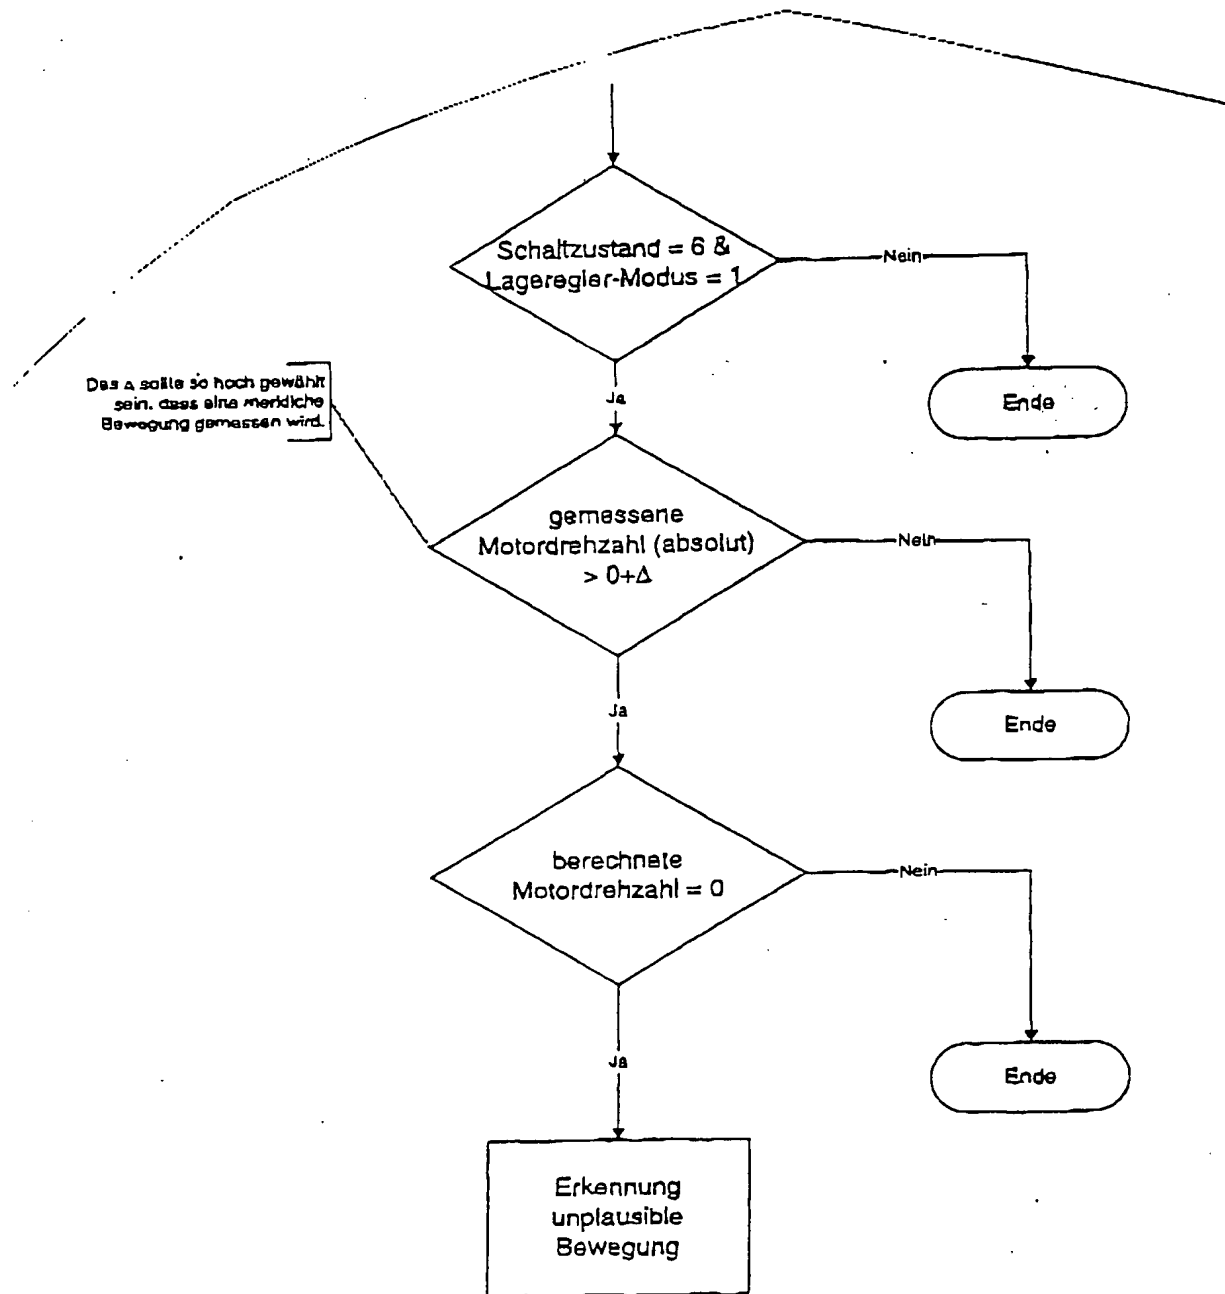 Schaltzustand = 6 &
Lageregler-Modus = 1
Nein
Ende
Ja
Das Δ sollte so hoch gewählt
sein, dass eine merkliche
Bewegung gemessen wird.
gemessene
Motordrehzahl (absolut)
> 0+Δ
Nein
Ende
Ja
berechnete
Motordrehzahl = 0
Nein
Ende
Ja
Erkennung
unplausible
Bewegung